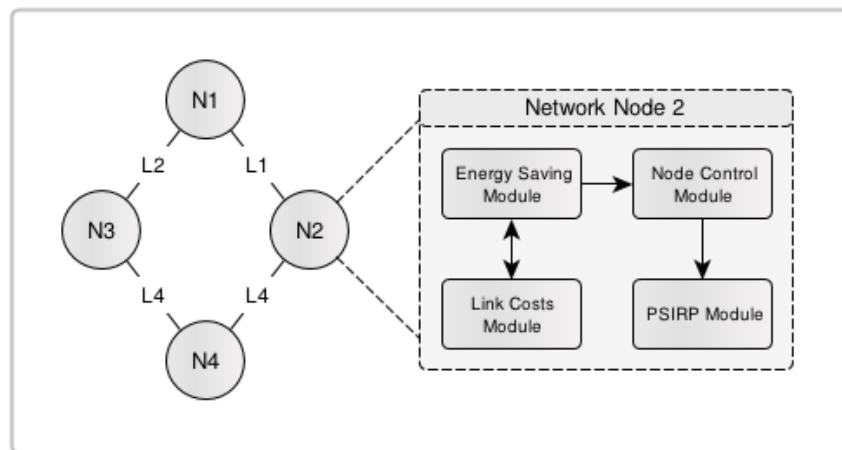 N1
Network Node 2
L2
L1
Energy Saving
Module
Node Control
Module
N3
N2
L4
L4
Link Costs
Module
PSIRP Module
N4